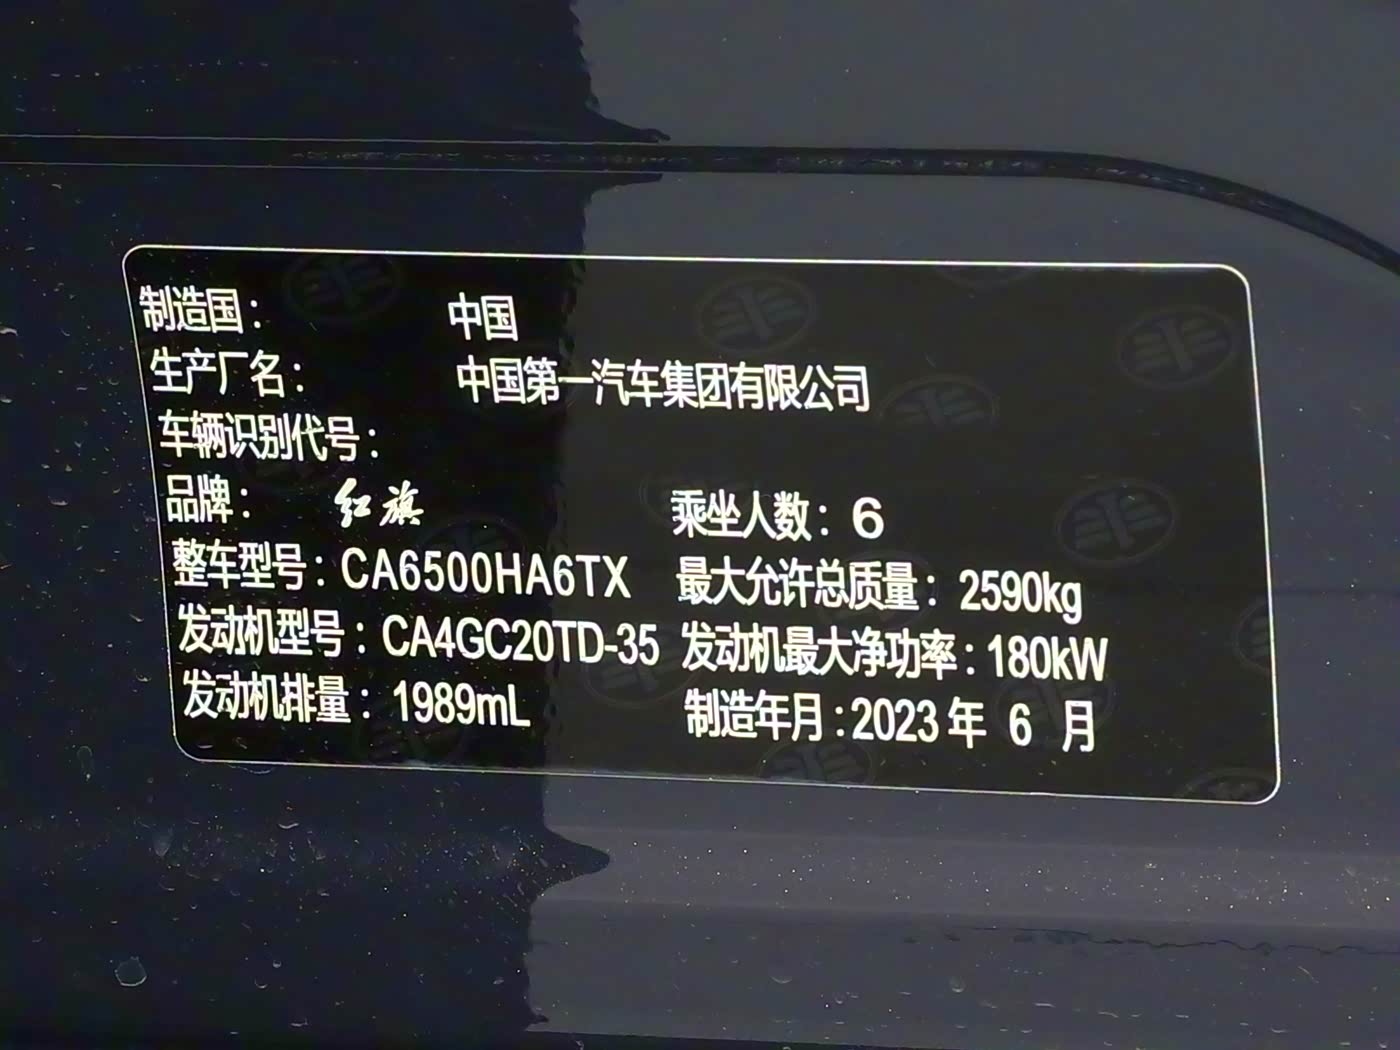 制造国： 中国
生产厂名： 中国第一汽车集团有限公司
车辆识别代号：
品牌： 红旗 乘坐人数：6
整车型号：CA6500HA6TX 最大允许总质量：2590kg
发动机型号：CA4GC20TD-35 发动机最大净功率：180kW
发动机排量：1989mL 制造年月：2023年 6 月